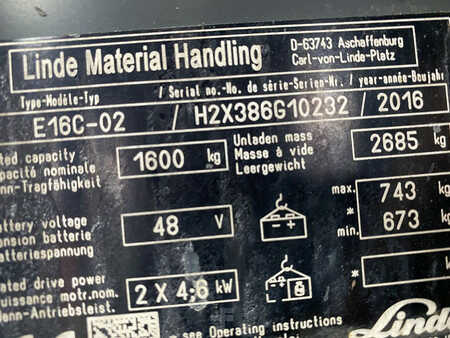 Linde Material Handling
D-63743 Aschaffenburg
Carl-von-Linde-Platz
Type-Modèle-Typ / Serial no.-No. de série-Serien-Nr. / year-année-Baujahr
E16C-02 / H2X386G10232 / 2016
ted capacity
pacité nominale
nn-Tragfähigkeit
1600 kg
Unladen mass
Masse à vide
Leergewicht
2685 kg
attery voltage
ension batterie
atteriespannung
48 V
max. 743 kg
*
min. 673 kg
ated drive power
uissance motr.nom.
enn-Antriebsleist.
2 X 4,6 kW
* k
see Operating instructions
Linde